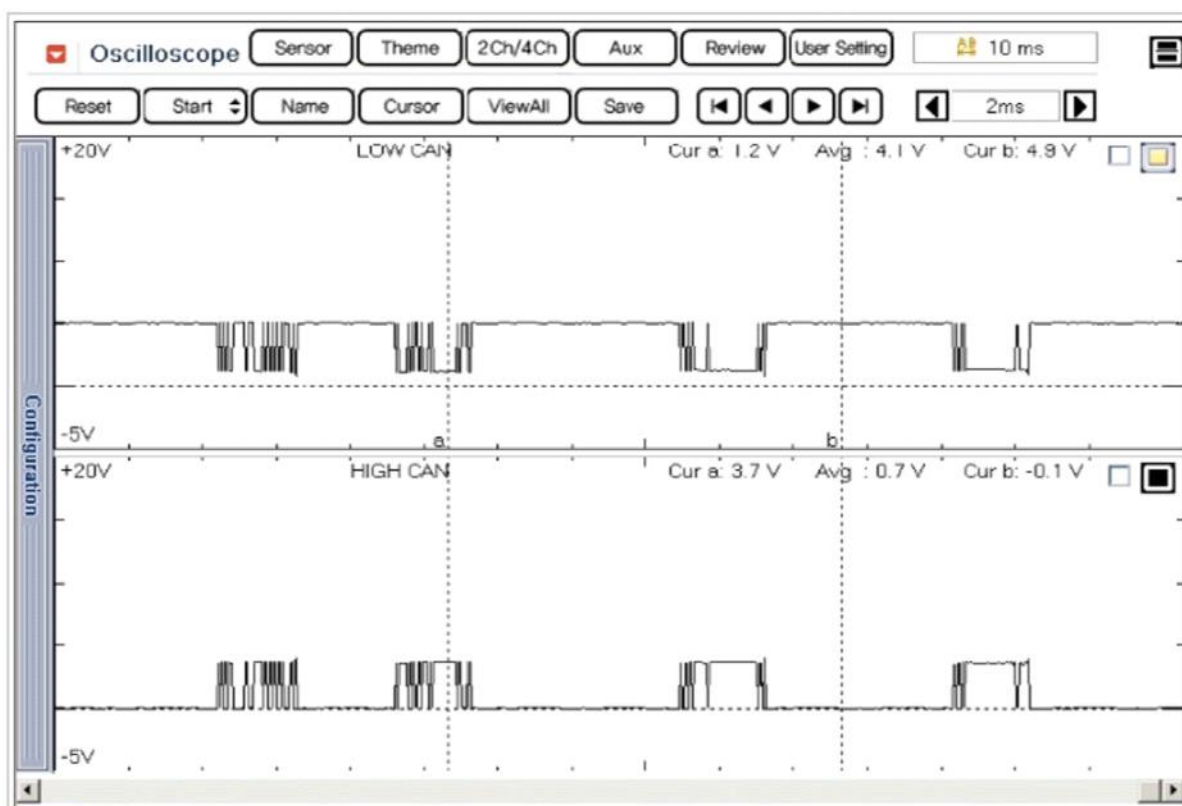 Oscilloscope Sensor Theme 2Ch/4Ch Aux Review User Setting 10 ms
Reset Start Name Cursor ViewAll Save 2ms
+20V LOW CAN Cur a: 1.2 V Avg : 4.1 V Cur b: 4.9 V
-5V a b
+20V HIGH CAN Cur a: 3.7 V Avg : 0.7 V Cur b: -0.1 V
-5V
Configuration